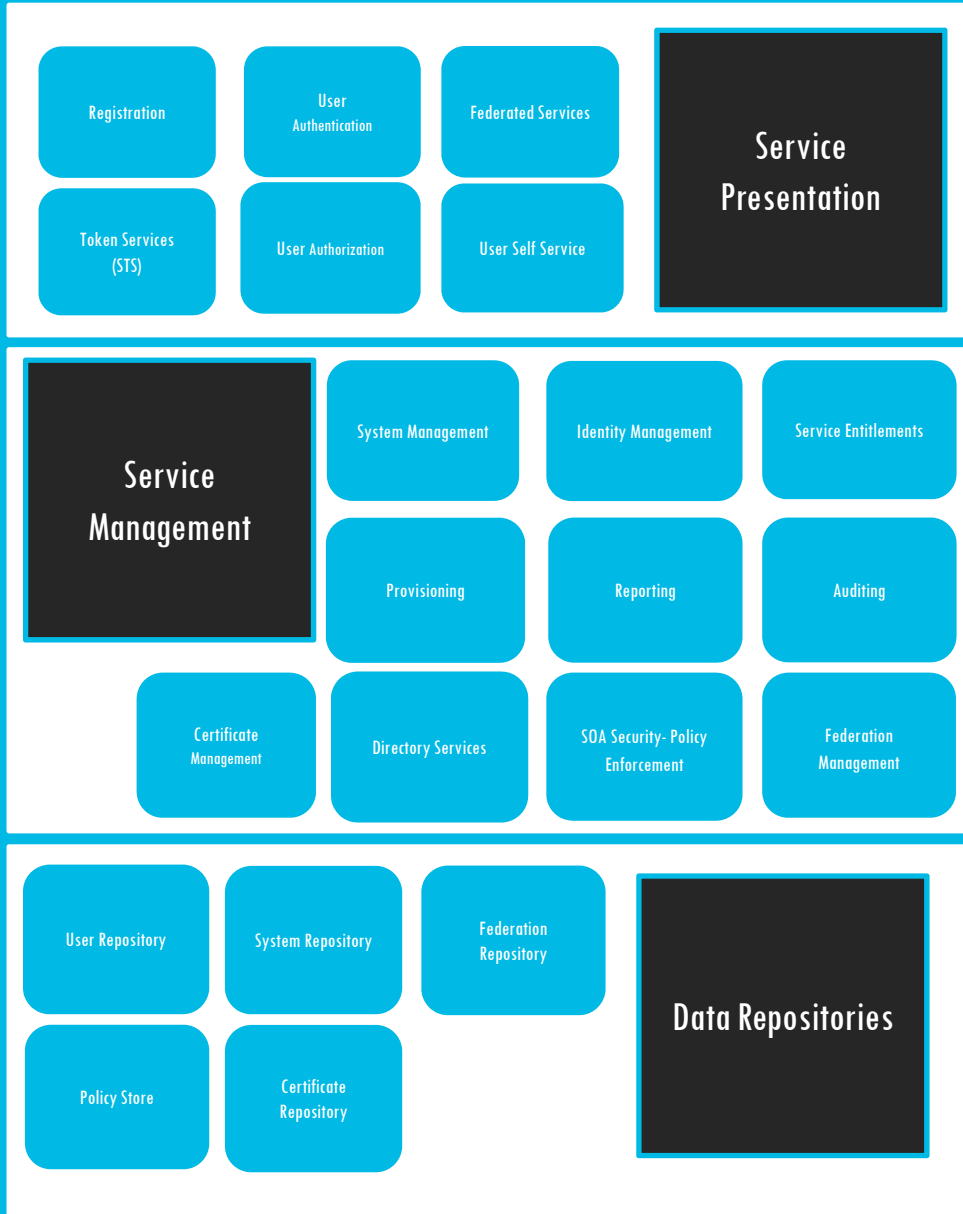 Registration
User
Authentication
Federated Services
Service
Presentation
Token Services
(STS)
User Authorization
User Self Service
Service
Management
System Management
Identity Management
Service Entitlements
Provisioning
Reporting
Auditing
Certificate
Management
Directory Services
SOA Security- Policy
Enforcement
Federation
Management
User Repository
System Repository
Federation
Repository
Data Repositories
Policy Store
Certificate
Repository